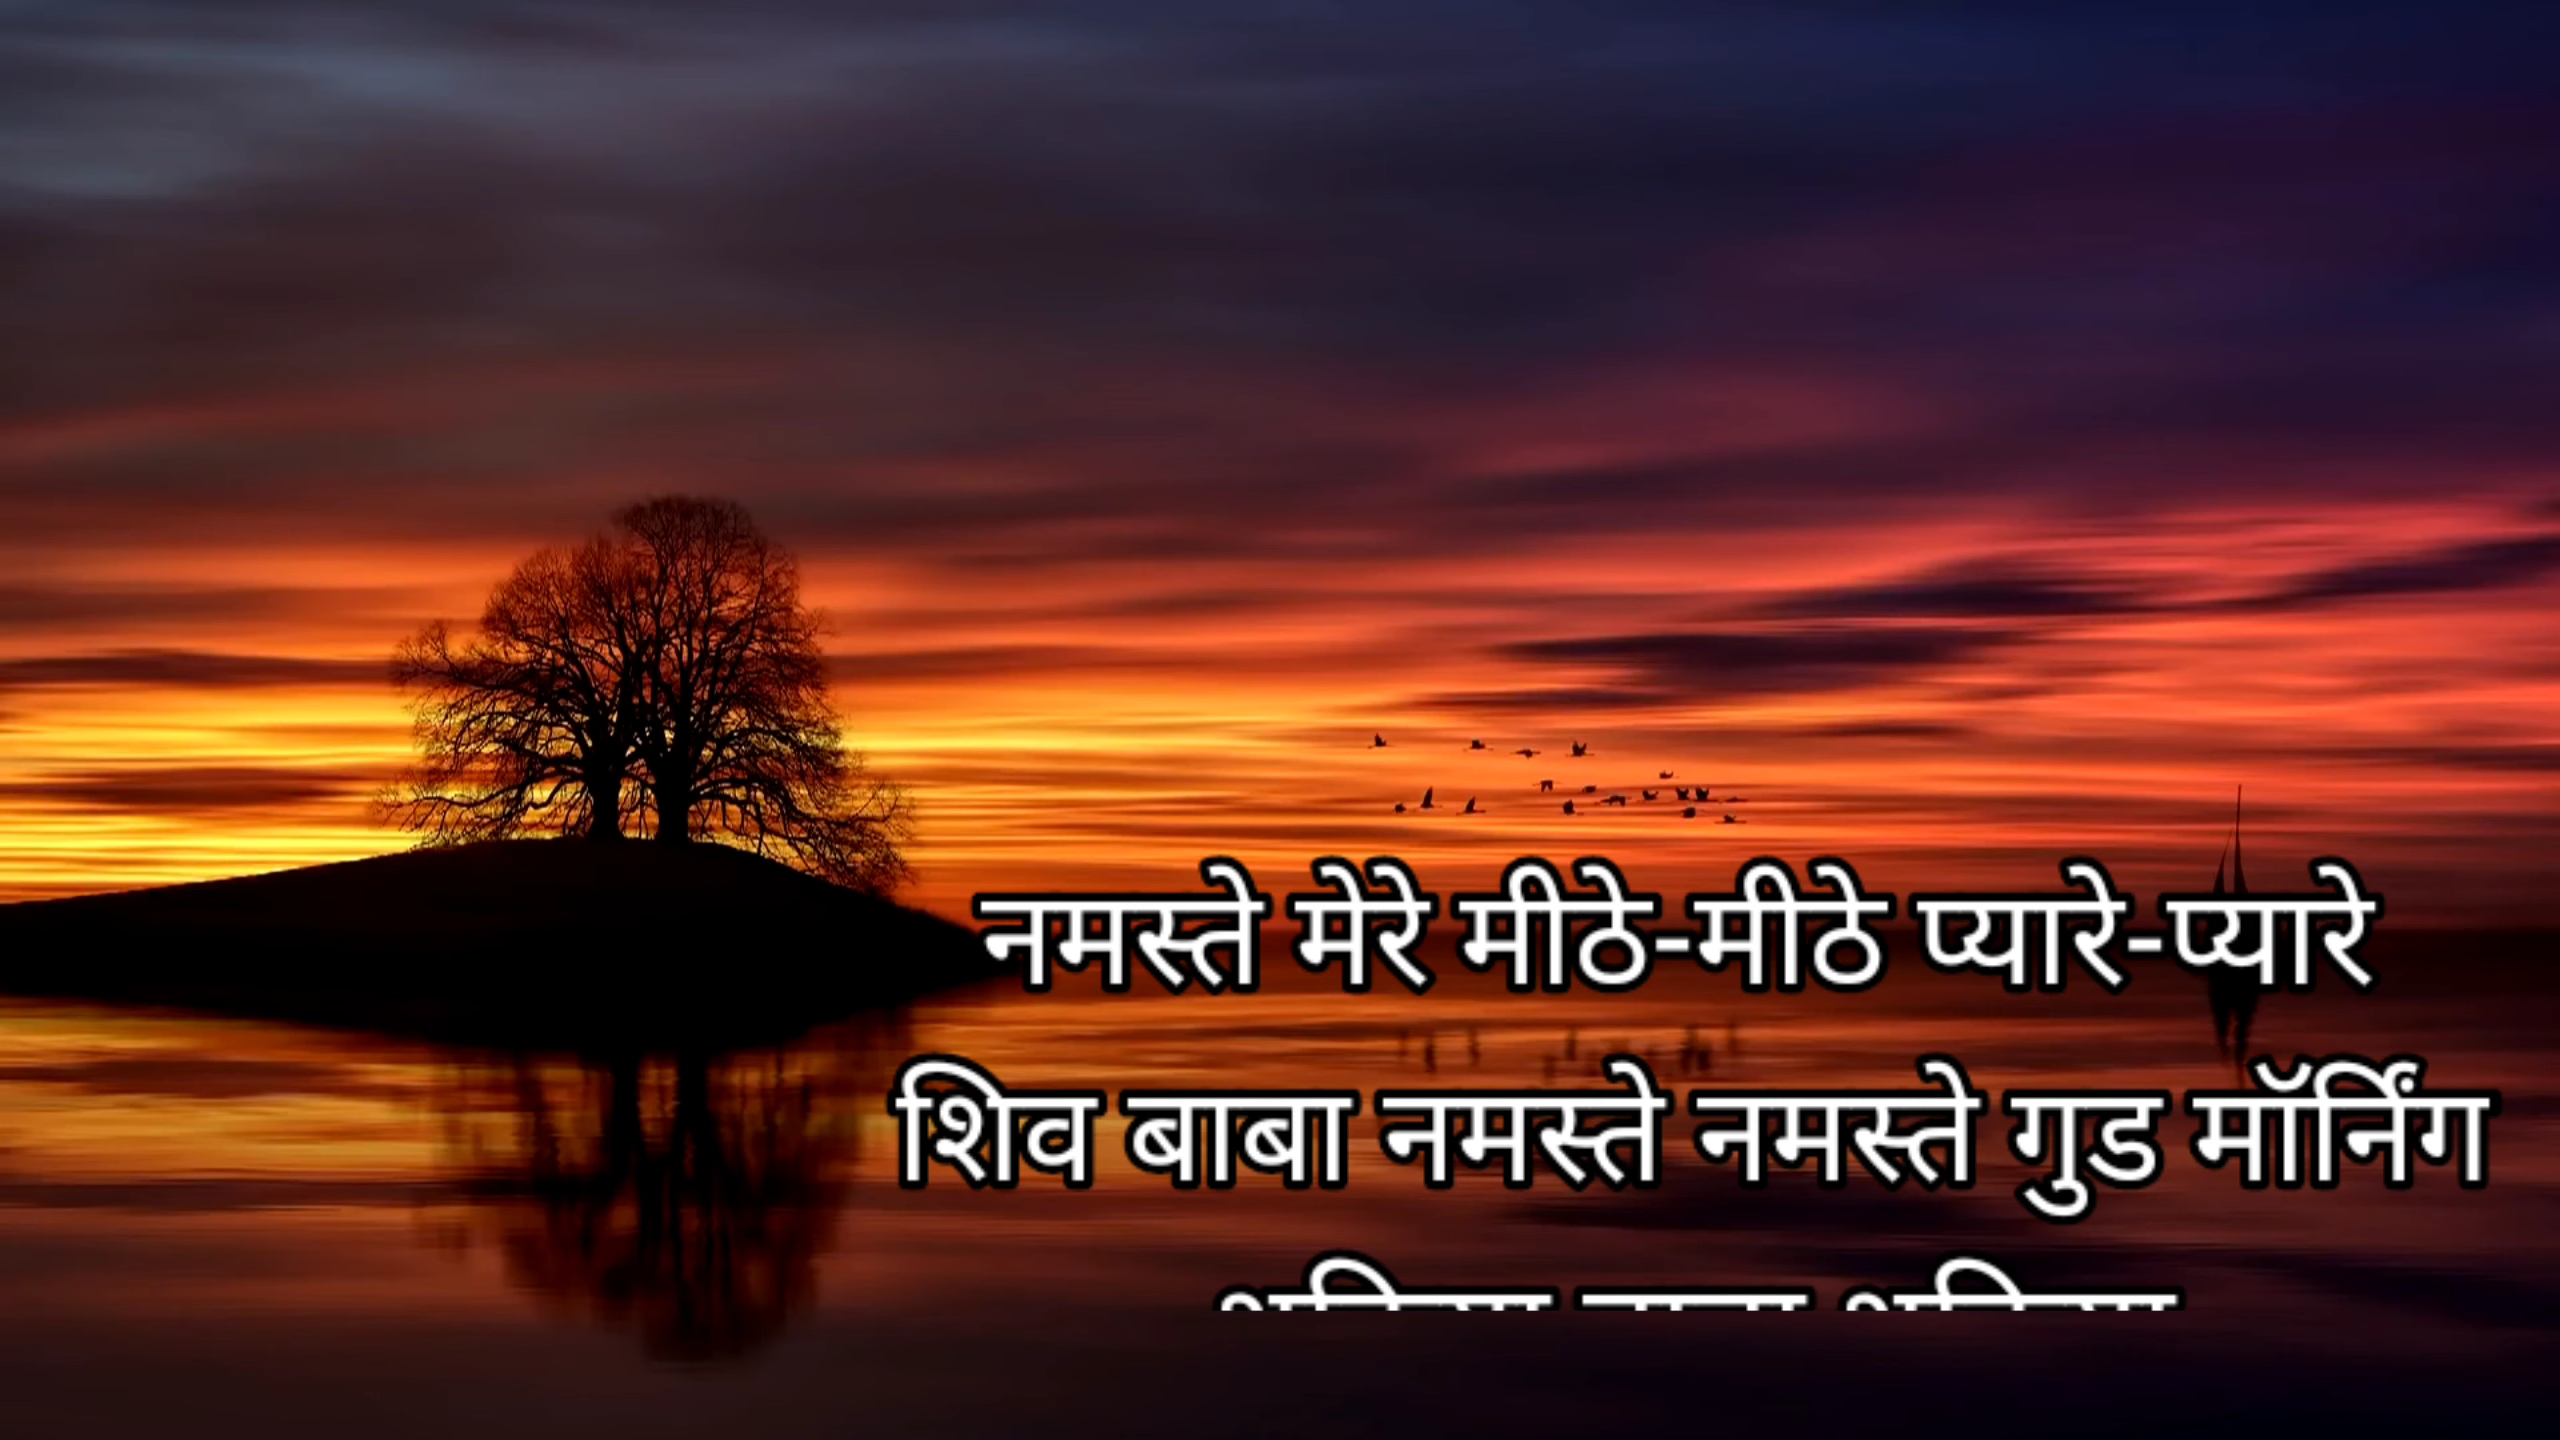 नमस्ते मेरे मीठे-मीठे प्यारे-प्यारे
शिव बाबा नमस्ते नमस्ते गुड मॉर्निंग